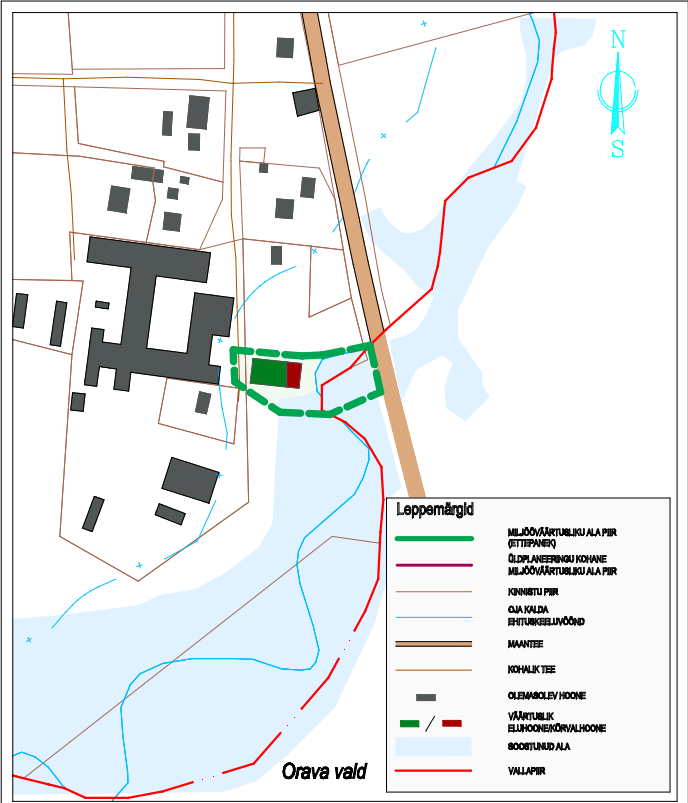 N
S
Leppemärgid
MILJÖÖVÄÄRTUSLIKU ALA PIIR
(ETTEPANEK)
ÜLDPLANEERINGU KOHANE
MILJÖÖVÄÄRTUSLIKU ALA PIIR
KINNISTU PIIR
OJA KALDA
EHITUSKEELUVÖÖND
MAANTEE
KOHALIK TEE
OLEMASOLEV HOONE
/
VÄÄRTUSLIK
ELUHOONE/KÕRVALHOONE
SOOSTUNUD ALA
VALLAPIIR
Orava vald